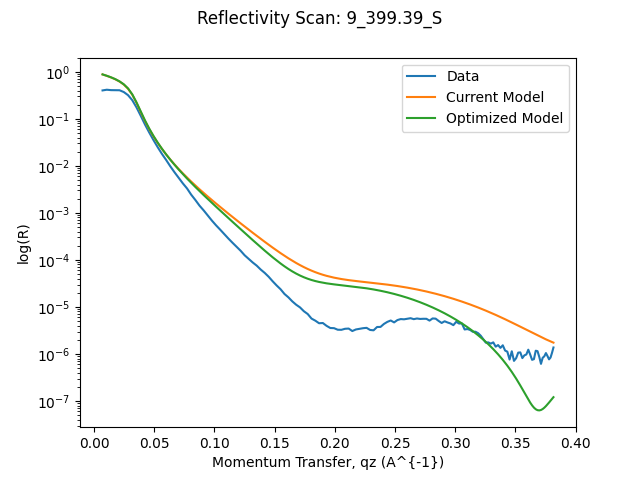 Reflectivity Scan: 9_399.39_S
Data
Current Model
Optimized Model
10^0
10^{-1}
10^{-2}
10^{-3}
10^{-4}
10^{-5}
10^{-6}
10^{-7}
log(R)
0.00 0.05 0.10 0.15 0.20 0.25 0.30 0.35 0.40
Momentum Transfer, qz (A^{-1})